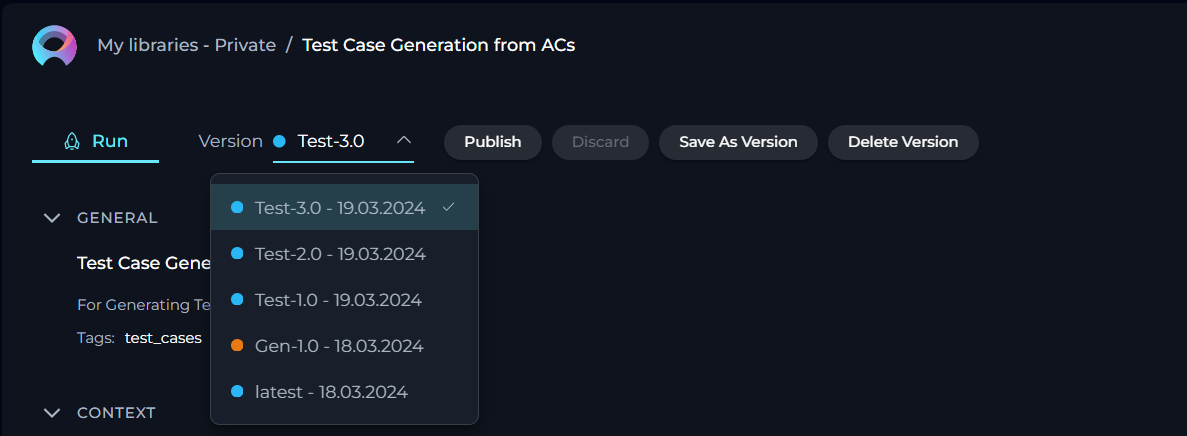 My libraries - Private / Test Case Generation from ACs
Run Version Test-3.0 Publish Discard Save As Version Delete Version
Test-3.0 - 19.03.2024
GENERAL
Test-2.0 - 19.03.2024
Test Case Gene
Test-1.0 - 19.03.2024
For Generating Te
Tags: test_cases
Gen-1.0 - 18.03.2024
latest - 18.03.2024
CONTEXT